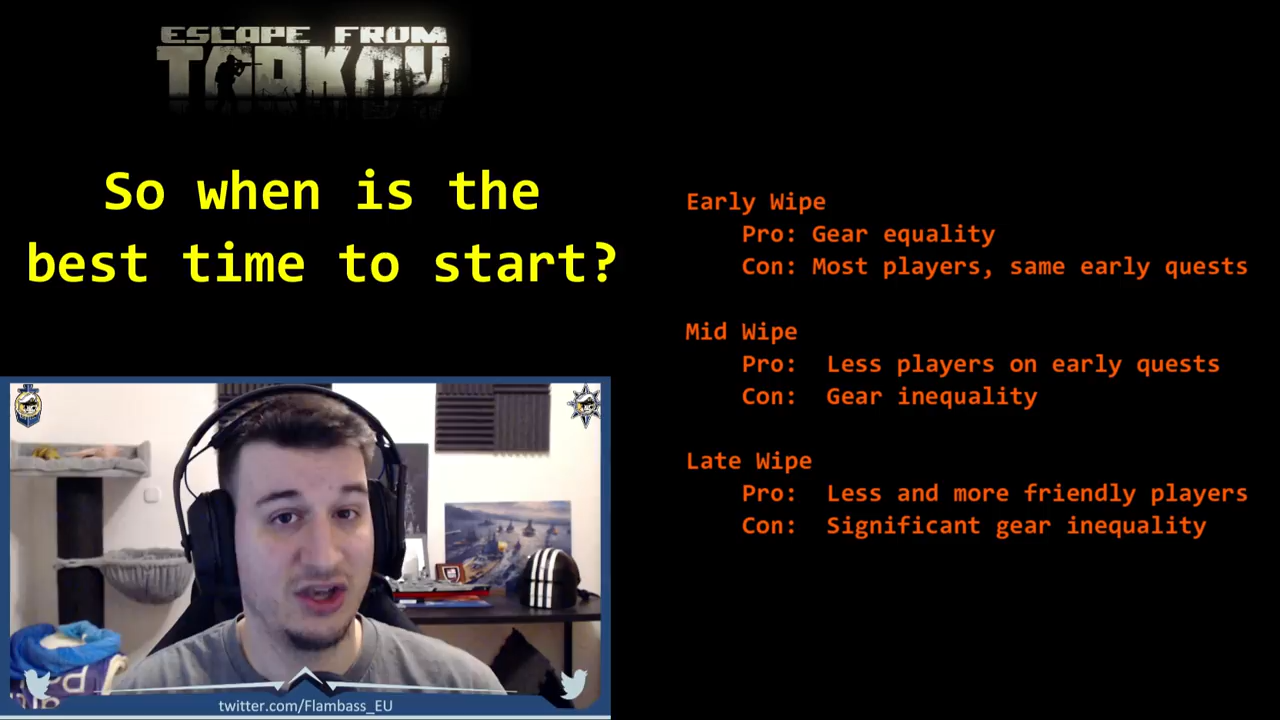 ESCAPE FROM
TARKOV
So when is the
best time to start?
Early Wipe
Pro: Gear equality
Con: Most players, same early quests
Mid Wipe
Pro: Less players on early quests
Con: Gear inequality
Late Wipe
Pro: Less and more friendly players
Con: Significant gear inequality
twitter.com/Flambass_EU